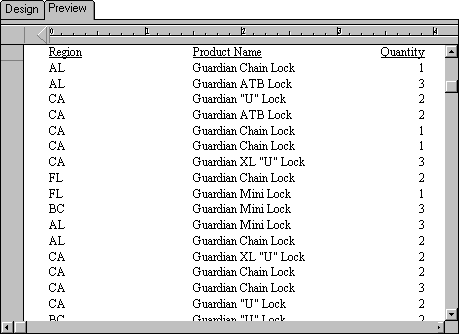 Design Preview
0 1 2 3 4
Region Product Name Quantity
AL Guardian Chain Lock 1
AL Guardian ATB Lock 3
CA Guardian "U" Lock 2
CA Guardian ATB Lock 2
CA Guardian Chain Lock 1
CA Guardian Chain Lock 1
CA Guardian XL "U" Lock 3
FL Guardian Chain Lock 2
FL Guardian Mini Lock 1
BC Guardian Mini Lock 3
AL Guardian Mini Lock 3
AL Guardian Chain Lock 2
CA Guardian XL "U" Lock 2
CA Guardian Chain Lock 2
CA Guardian Chain Lock 3
CA Guardian "U" Lock 2
BC Guardian "U" Lock 2